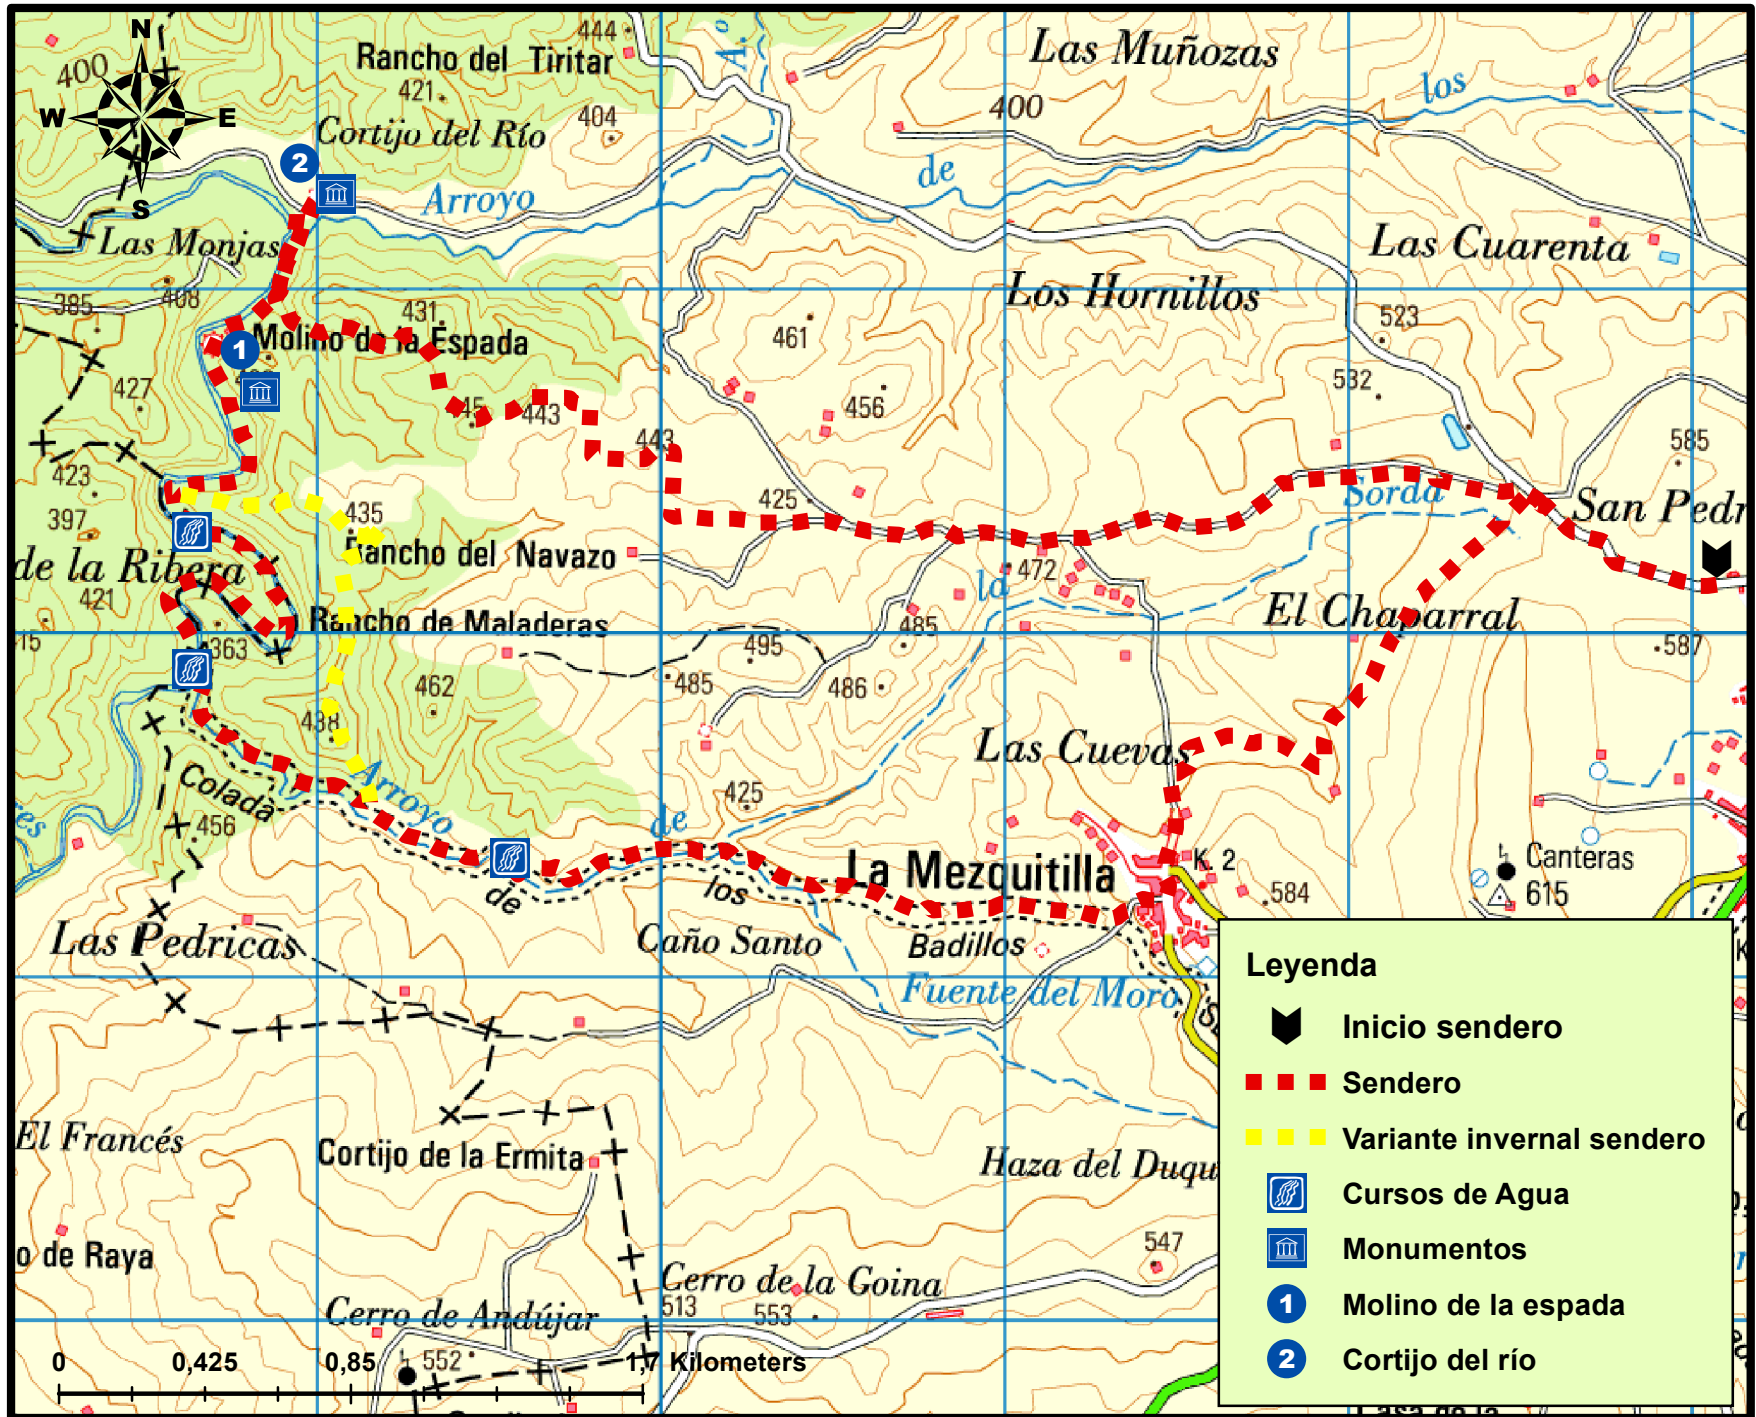 N
W
E
S
400
Rancho del Tiritar
444
421
404
Cortijo del Río
2
A.º
Las Muñozas
400
los
de
Arroyo
Las Monjas
Las Cuarenta
385
408
431
Los Hornillos
461
523
Molino de la Espada
1
427
532
456
45
443
443
585
423
397
435
425
Sorda
San Pedr
de la Ribera
421
Rancho del Navazo
472
la
El Chaparral
Rancho de Maladeras
485
415
363
495
587
485
486
462
438
Las Cuevas
Colada
Arroyo
425
de
456
es
La Mezquitilla
K. 2
Canteras
615
584
de
los
Las Pedricas
Caño Santo
Badillos
Fuente del Moro
K
El Francés
Cortijo de la Ermita
Haza del Duqu
o de Raya
547
Cerro de la Goina
513
553
Cerro de Andújar
552
0
0,425
0,85
1,7 Kilometers
Leyenda
Inicio sendero
Sendero
Variante invernal sendero
Cursos de Agua
Monumentos
1 Molino de la espada
2 Cortijo del río